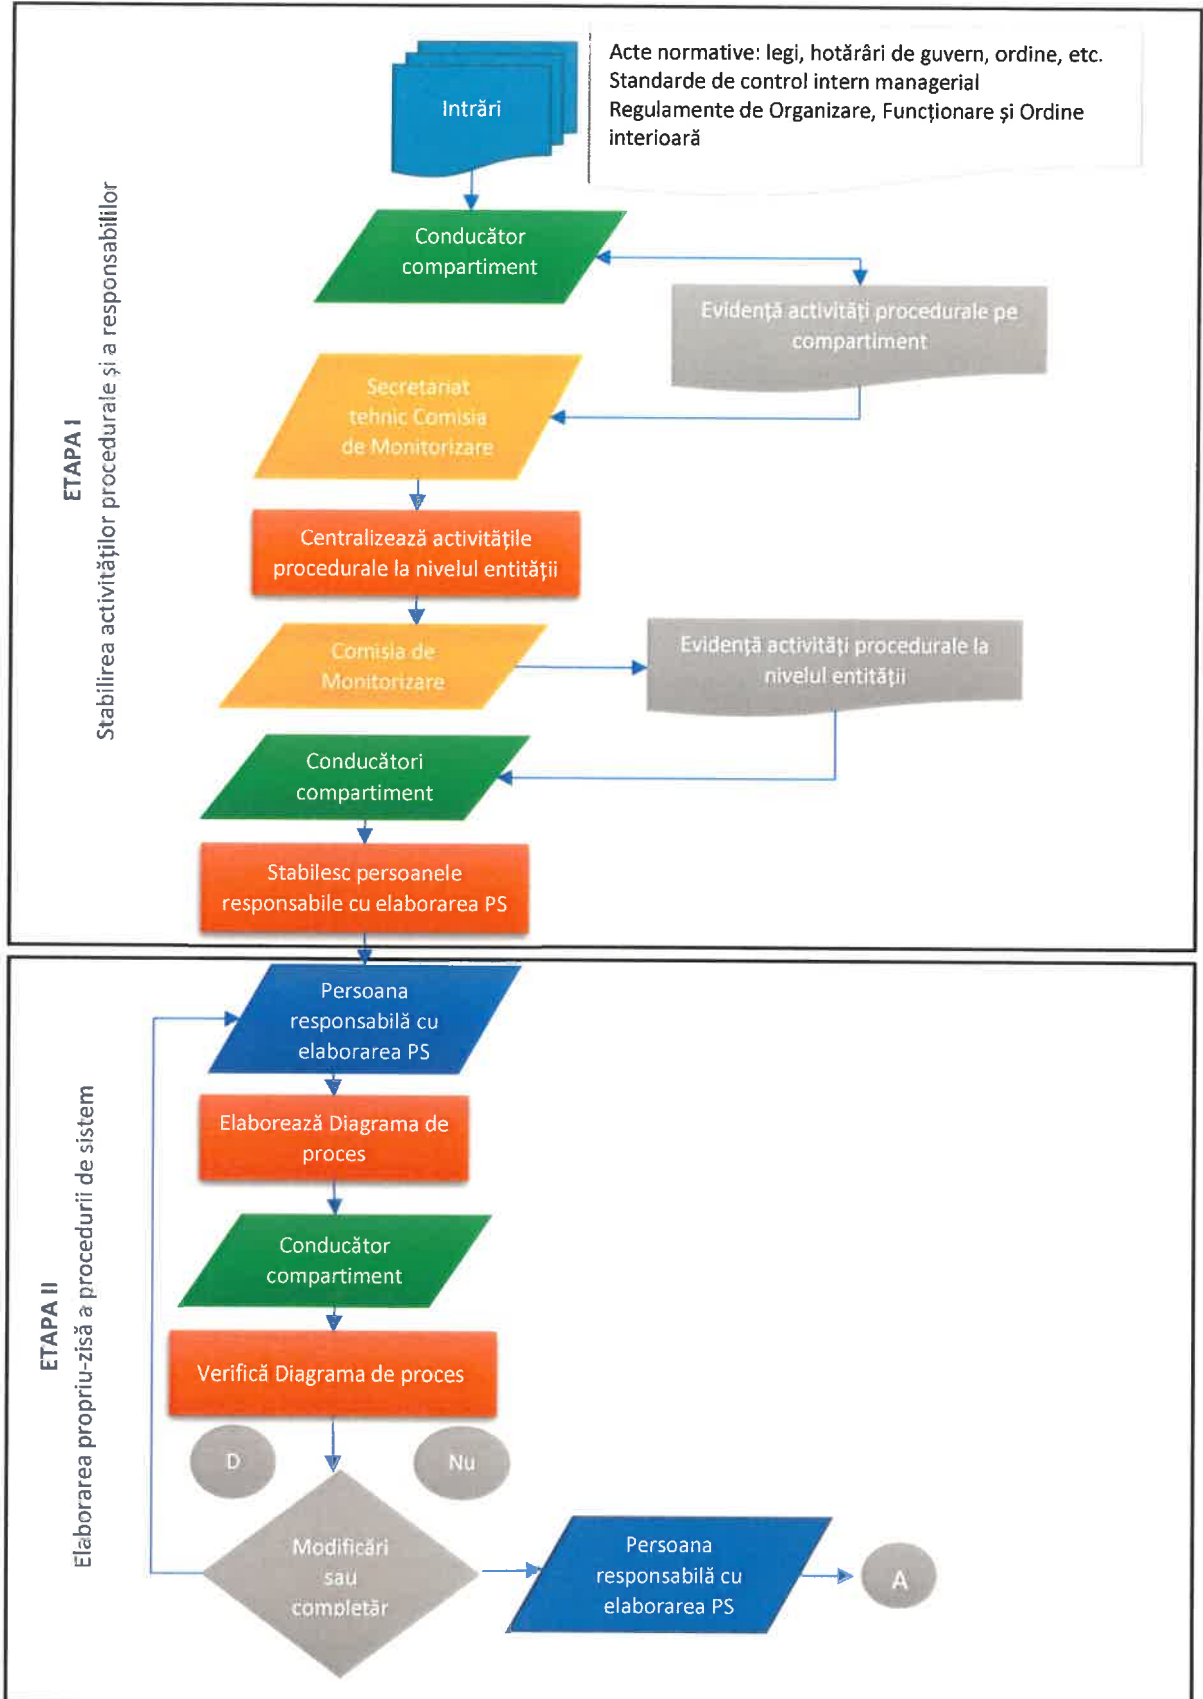 Acte normative: legi, hotărâri de guvern, ordine, etc.
Standarde de control intern managerial
Regulamente de Organizare, Funcționare și Ordine
interioară
Intrări
ETAPA I
Stabilirea activităților procedurale și a responsabililor
Conducător
compartiment
Evidență activități procedurale pe
compartiment
Secretariat
tehnic Comisia
de Monitorizare
Centralizează activitățile
procedurale la nivelul entității
Comisia de
Monitorizare
Evidență activități procedurale la
nivelul entității
Conducători
compartiment
Stabilesc persoanele
responsabile cu elaborarea PS
ETAPA II
Elaborarea propriu-zisă a procedurii de sistem
Persoana
responsabilă cu
elaborarea PS
Elaborează Diagrama de
proces
Conducător
compartiment
Verifică Diagrama de proces
D
Nu
Modificări
sau
completăr
Persoana
responsabilă cu
elaborarea PS
A